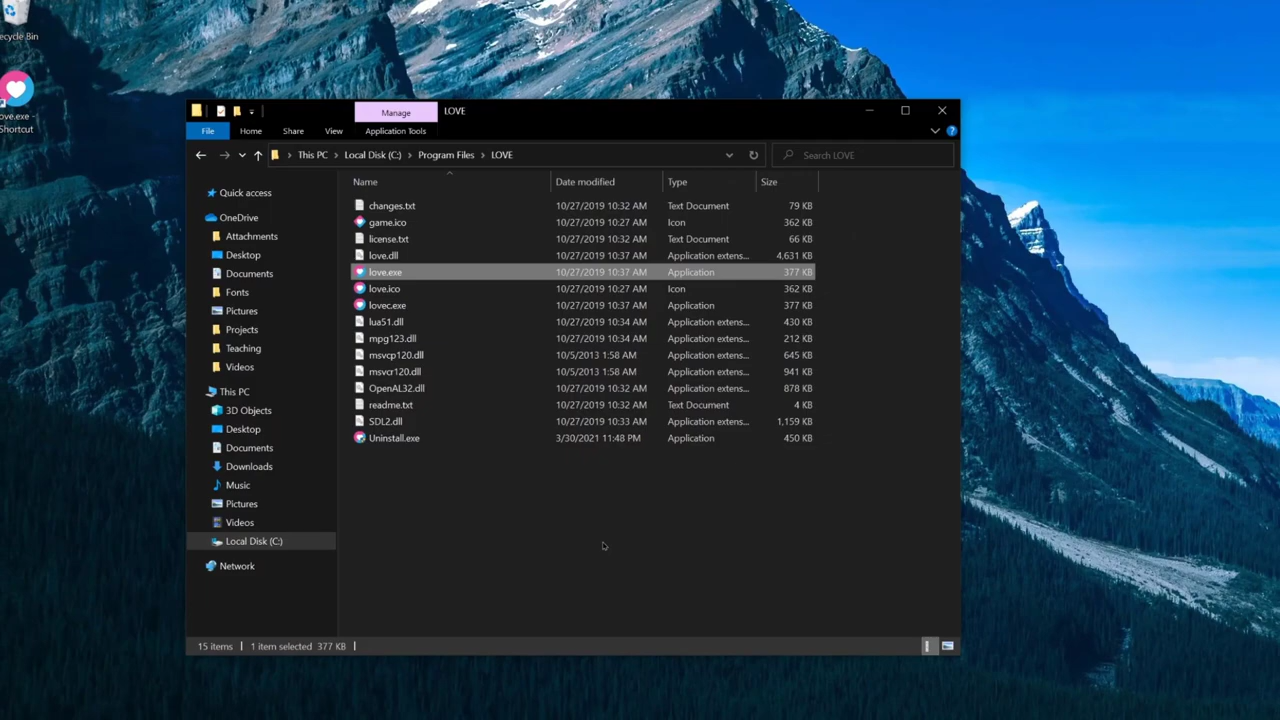 ecycle Bin
ove.exe -
Shortcut
Manage
LOVE
File
Home
Share
View
Application Tools
This PC
Local Disk (C:)
Program Files
LOVE
Search LOVE
Name
Date modified
Type
Size
Quick access
OneDrive
Attachments
Desktop
Documents
Fonts
Pictures
Projects
Teaching
Videos
This PC
3D Objects
Desktop
Documents
Downloads
Music
Pictures
Videos
Local Disk (C:)
Network
changes.txt 10/27/2019 10:32 AM Text Document 79 KB
game.ico 10/27/2019 10:27 AM Icon 362 KB
license.txt 10/27/2019 10:32 AM Text Document 66 KB
love.dll 10/27/2019 10:37 AM Application extens... 4,631 KB
love.exe 10/27/2019 10:37 AM Application 377 KB
love.ico 10/27/2019 10:27 AM Icon 362 KB
lovec.exe 10/27/2019 10:37 AM Application 377 KB
lua51.dll 10/27/2019 10:34 AM Application extens... 430 KB
mpg123.dll 10/27/2019 10:34 AM Application extens... 212 KB
msvcp120.dll 10/5/2013 1:58 AM Application extens... 645 KB
msvcr120.dll 10/5/2013 1:58 AM Application extens... 941 KB
OpenAL32.dll 10/27/2019 10:32 AM Application extens... 878 KB
readme.txt 10/27/2019 10:32 AM Text Document 4 KB
SDL2.dll 10/27/2019 10:33 AM Application extens... 1,159 KB
Uninstall.exe 3/30/2021 11:48 PM Application 450 KB
15 items
1 item selected 377 KB